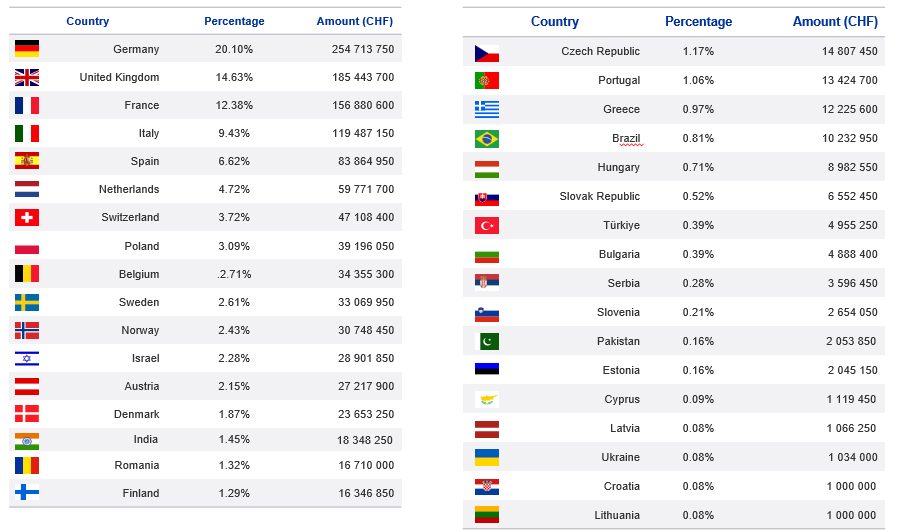 Country Percentage Amount (CHF)
Germany 20.10% 254 713 750
United Kingdom 14.63% 185 443 700
France 12.38% 156 880 600
Italy 9.43% 119 487 150
Spain 6.62% 83 864 950
Netherlands 4.72% 59 771 700
Switzerland 3.72% 47 108 400
Poland 3.09% 39 196 050
Belgium .2.71% 34 355 300
Sweden 2.61% 33 069 950
Norway 2.43% 30 748 450
Israel 2.28% 28 901 850
Austria 2.15% 27 217 900
Denmark 1.87% 23 653 250
India 1.45% 18 348 250
Romania 1.32% 16 710 000
Finland 1.29% 16 346 850
Country Percentage Amount (CHF)
Czech Republic 1.17% 14 807 450
Portugal 1.06% 13 424 700
Greece 0.97% 12 225 600
Brazil 0.81% 10 232 950
Hungary 0.71% 8 982 550
Slovak Republic 0.52% 6 552 450
Türkiye 0.39% 4 955 250
Bulgaria 0.39% 4 888 400
Serbia 0.28% 3 596 450
Slovenia 0.21% 2 654 050
Pakistan 0.16% 2 053 850
Estonia 0.16% 2 045 150
Cyprus 0.09% 1 119 450
Latvia 0.08% 1 066 250
Ukraine 0.08% 1 034 000
Croatia 0.08% 1 000 000
Lithuania 0.08% 1 000 000